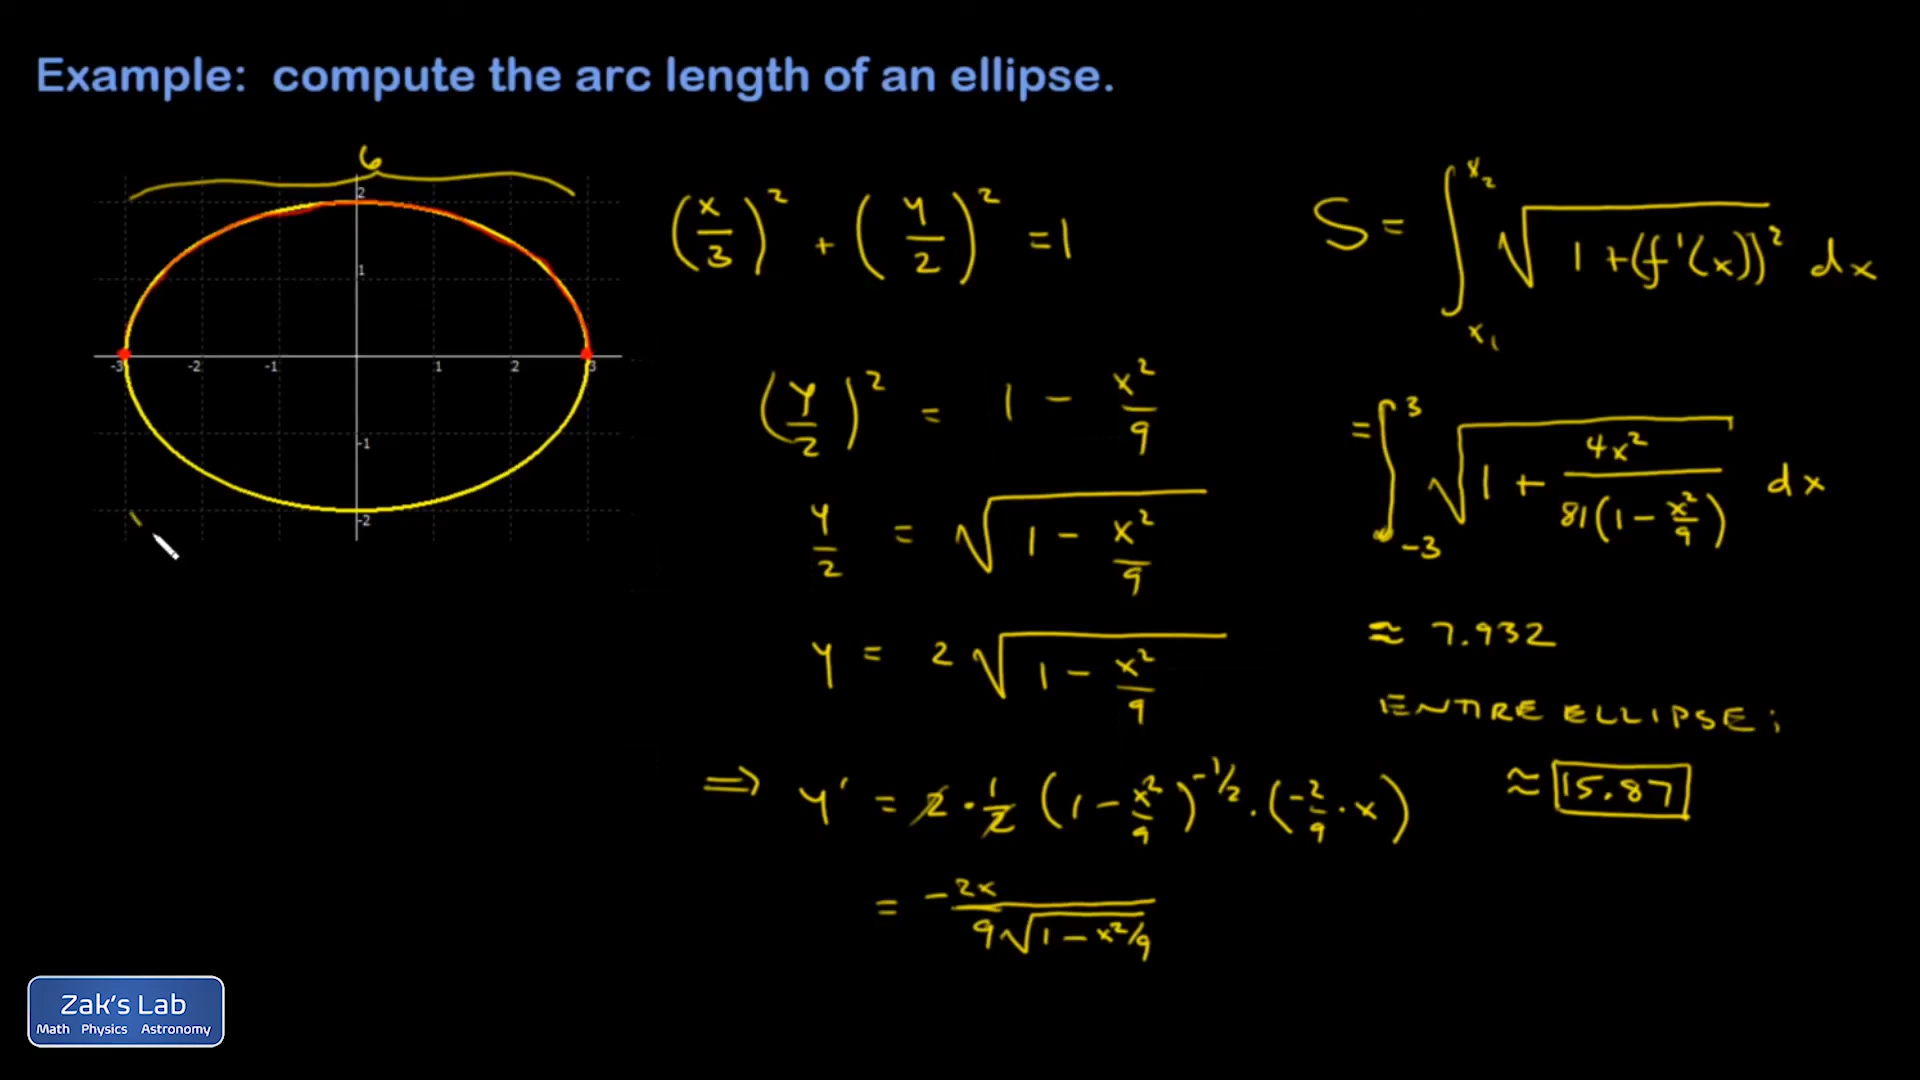 Example: compute the arc length of an ellipse.
6
2
1
-3 -2 -1 1 2 3
-1
-2
(x/3)² + (y/2)² = 1
(y/2)² = 1 - x²/9
y/2 = √(1 - x²/9)
y = 2√(1 - x²/9)
⇒ y' = 2 · 1/2 (1 - x²/9)^(-1/2) · (-2/9 · x)
= -2x/(9√(1 - x²/9))
S = ∫_{x₁}^{x₂} √(1 + (f'(x))²) dx
= ∫_{-3}^{3} √(1 + 4x²/(81(1 - x²/9))) dx
≈ 7.932
ENTIRE ELLIPSE:
≈ 15.87
Zak's Lab
Math Physics Astronomy